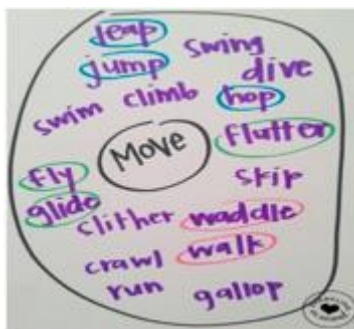 leap
swing
jump
dive
swim climb
hop
Move
flutter
fly
skip
glide
slither waddle
crawl walk
run gallop